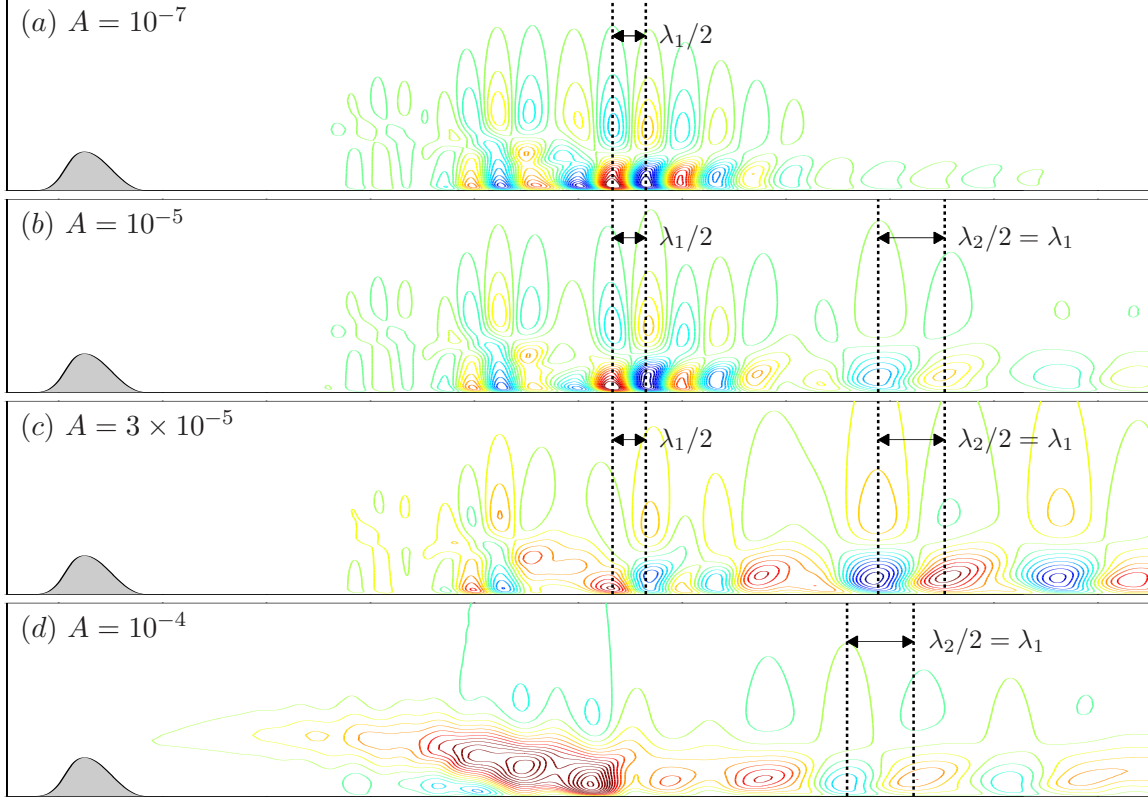 (a) A = 10⁻⁷
λ₁/2
(b) A = 10⁻⁵
λ₁/2
λ₂/2 = λ₁
(c) A = 3 × 10⁻⁵
λ₁/2
λ₂/2 = λ₁
(d) A = 10⁻⁴
λ₂/2 = λ₁